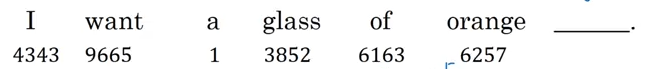 I want a glass of orange ______.
4343 9665 1 3852 6163 6257